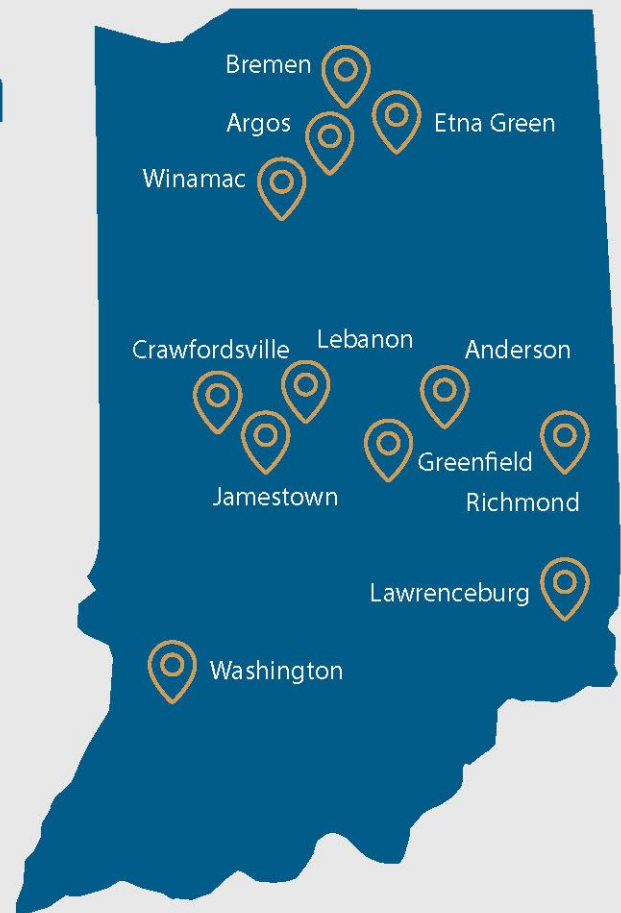 Bremen
Argos
Etna Green
Winamac
Crawfordsville
Lebanon
Anderson
Jamestown
Greenfield
Richmond
Lawrenceburg
Washington